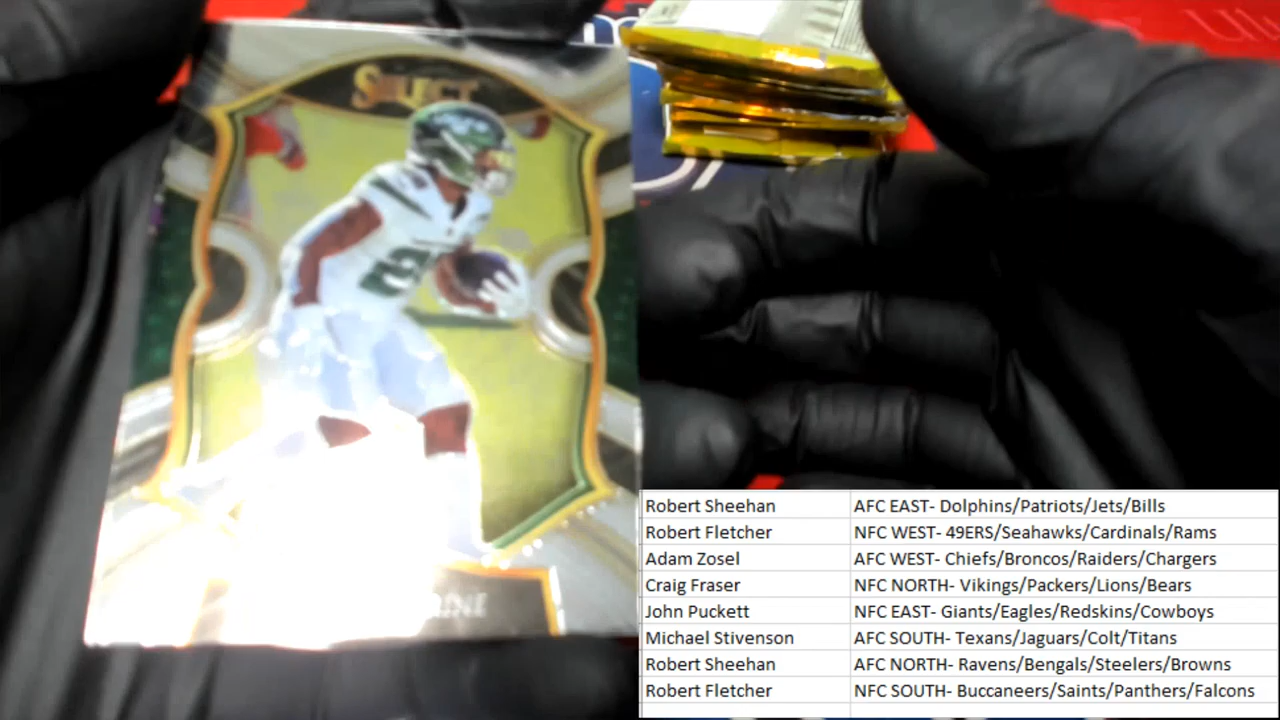 SELECT
Robert Sheehan AFC EAST- Dolphins/Patriots/Jets/Bills
Robert Fletcher NFC WEST- 49ERS/Seahawks/Cardinals/Rams
Adam Zosel AFC WEST- Chiefs/Broncos/Raiders/Chargers
Craig Fraser NFC NORTH- Vikings/Packers/Lions/Bears
John Puckett NFC EAST- Giants/Eagles/Redskins/Cowboys
Michael Stivenson AFC SOUTH- Texans/Jaguars/Colt/Titans
Robert Sheehan AFC NORTH- Ravens/Bengals/Steelers/Browns
Robert Fletcher NFC SOUTH- Buccaneers/Saints/Panthers/Falcons